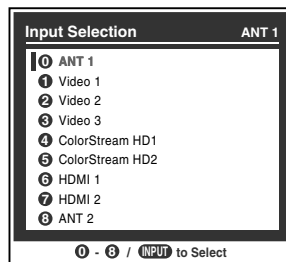 Input Selection ANT 1
0 ANT 1
1 Video 1
2 Video 2
3 Video 3
4 ColorStream HD1
5 ColorStream HD2
6 HDMI 1
7 HDMI 2
8 ANT 2
0 - 8 / INPUT to Select